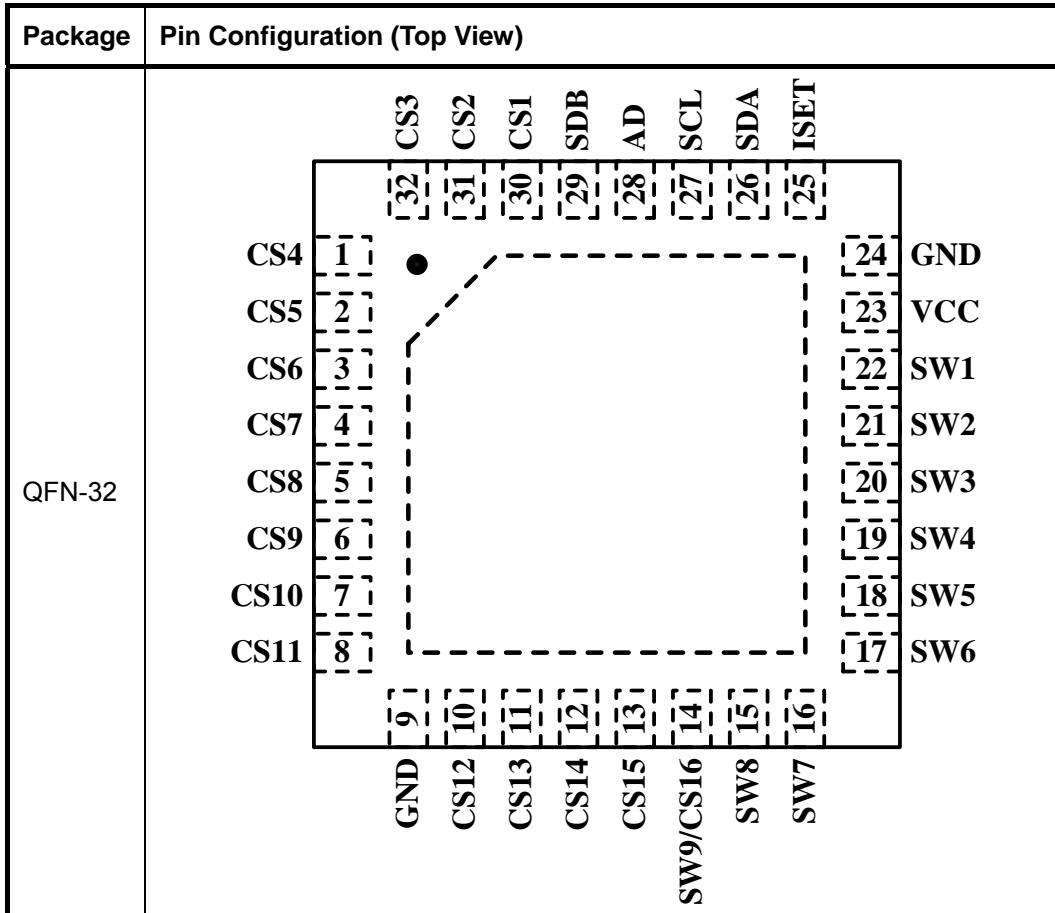 Package Pin Configuration (Top View)
QFN-32
CS3 CS2 CS1 SDB AD SCL SDA ISET
32 31 30 29 28 27 26 25
CS4 1 24 GND
CS5 2 23 VCC
CS6 3 22 SW1
CS7 4 21 SW2
CS8 5 20 SW3
CS9 6 19 SW4
CS10 7 18 SW5
CS11 8 17 SW6
9 10 11 12 13 14 15 16
GND CS12 CS13 CS14 CS15 SW9/CS16 SW8 SW7